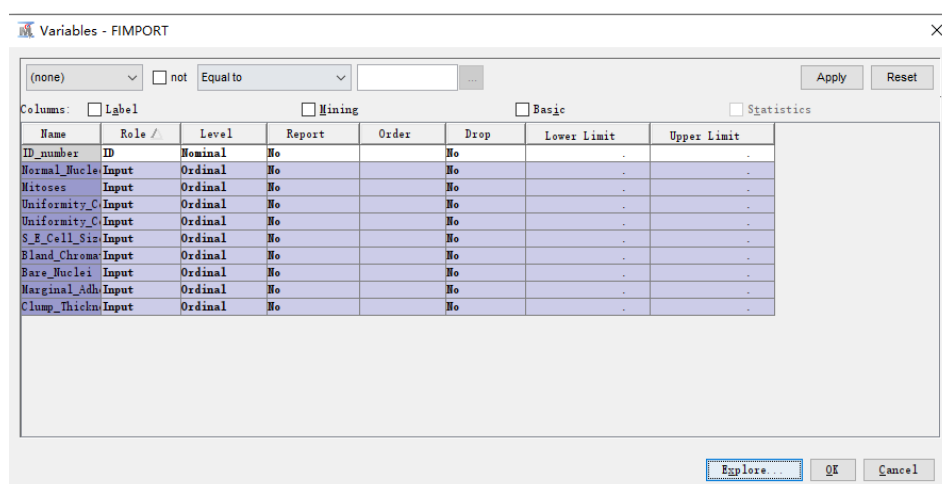 Variables - FIMPORT
(none) not Equal to ... Apply Reset
Columns: Label Mining Basic Statistics
Name Role Level Report Order Drop Lower Limit Upper Limit
ID_number ID Nominal No No . .
Normal_Nucle Input Ordinal No No . .
Mitoses Input Ordinal No No . .
Uniformity_C Input Ordinal No No . .
Uniformity_C Input Ordinal No No . .
S_E_Cell_Siz Input Ordinal No No . .
Bland_Chroma Input Ordinal No No . .
Bare_Nuclei Input Ordinal No No . .
Marginal_Adh Input Ordinal No No . .
Clump_Thickn Input Ordinal No No . .
Explore... OK Cancel